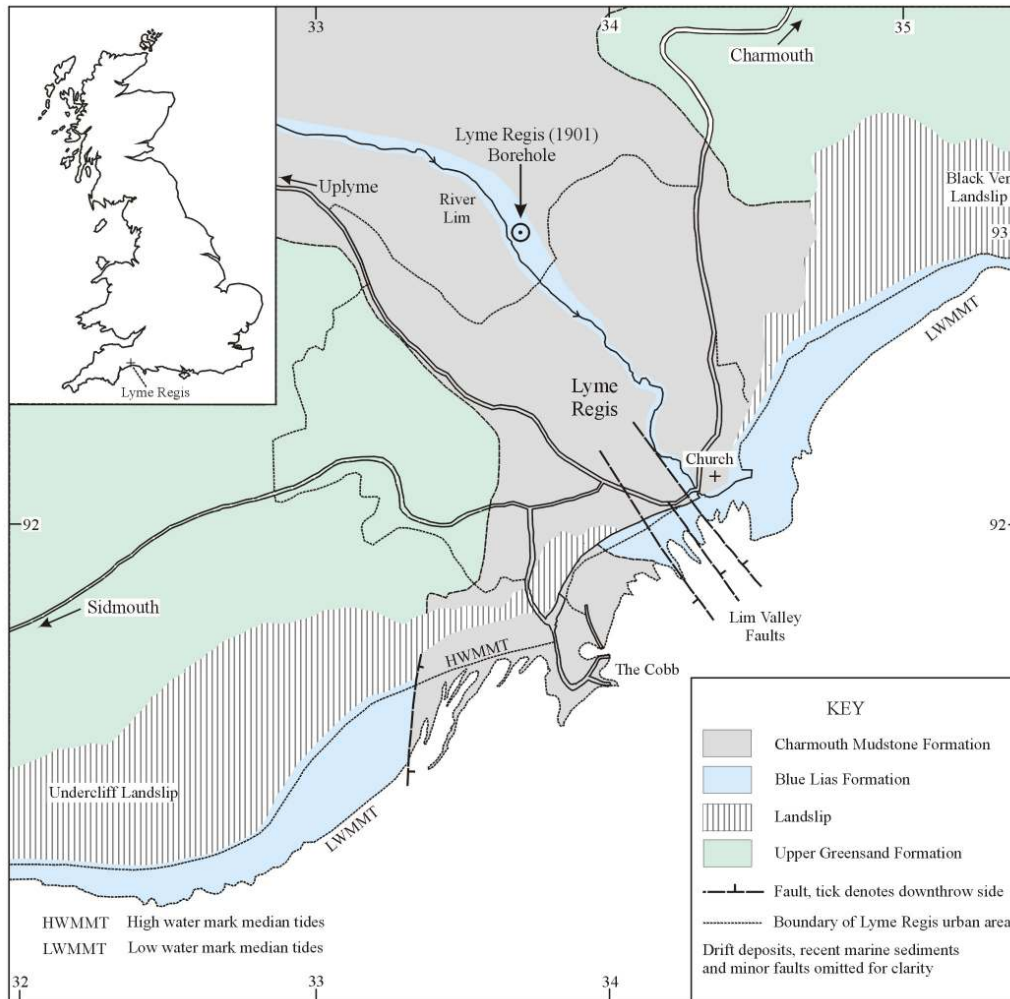 33
34
35
Charmouth
Lyme Regis (1901)
Borehole
Uplyme
River
Lim
Black Ven
Landslip
93
LWMMT
Lyme Regis
Lyme
Regis
Church
92
92
Sidmouth
Lim Valley
Faults
HWMMT
The Cobb
Undercliff Landslip
LWMMT
HWMMT High water mark median tides
LWMMT Low water mark median tides
32
33
34
KEY
Charmouth Mudstone Formation
Blue Lias Formation
Landslip
Upper Greensand Formation
Fault, tick denotes downthrow side
Boundary of Lyme Regis urban area
Drift deposits, recent marine sediments
and minor faults omitted for clarity